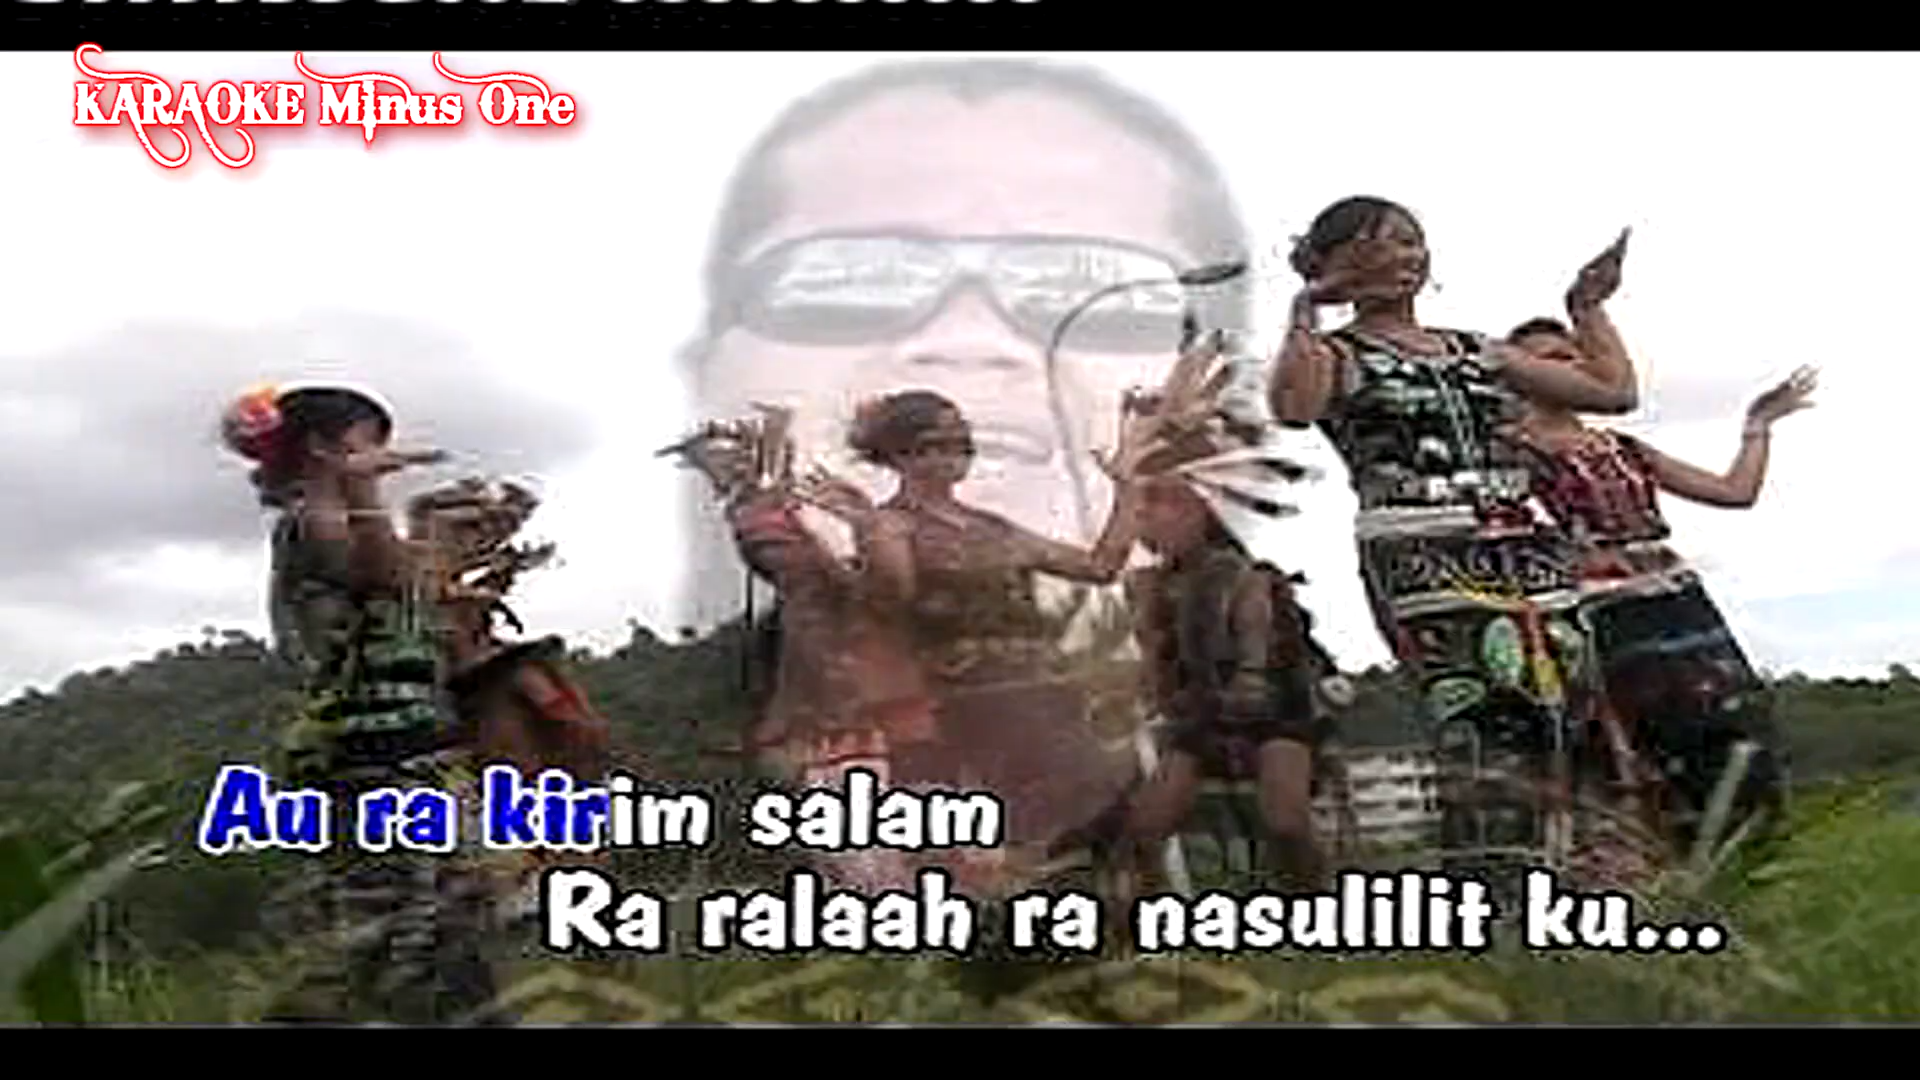 KARAOKE Minus One
Au ra kirim salam
Ra ralaah ra nasulilit ku...